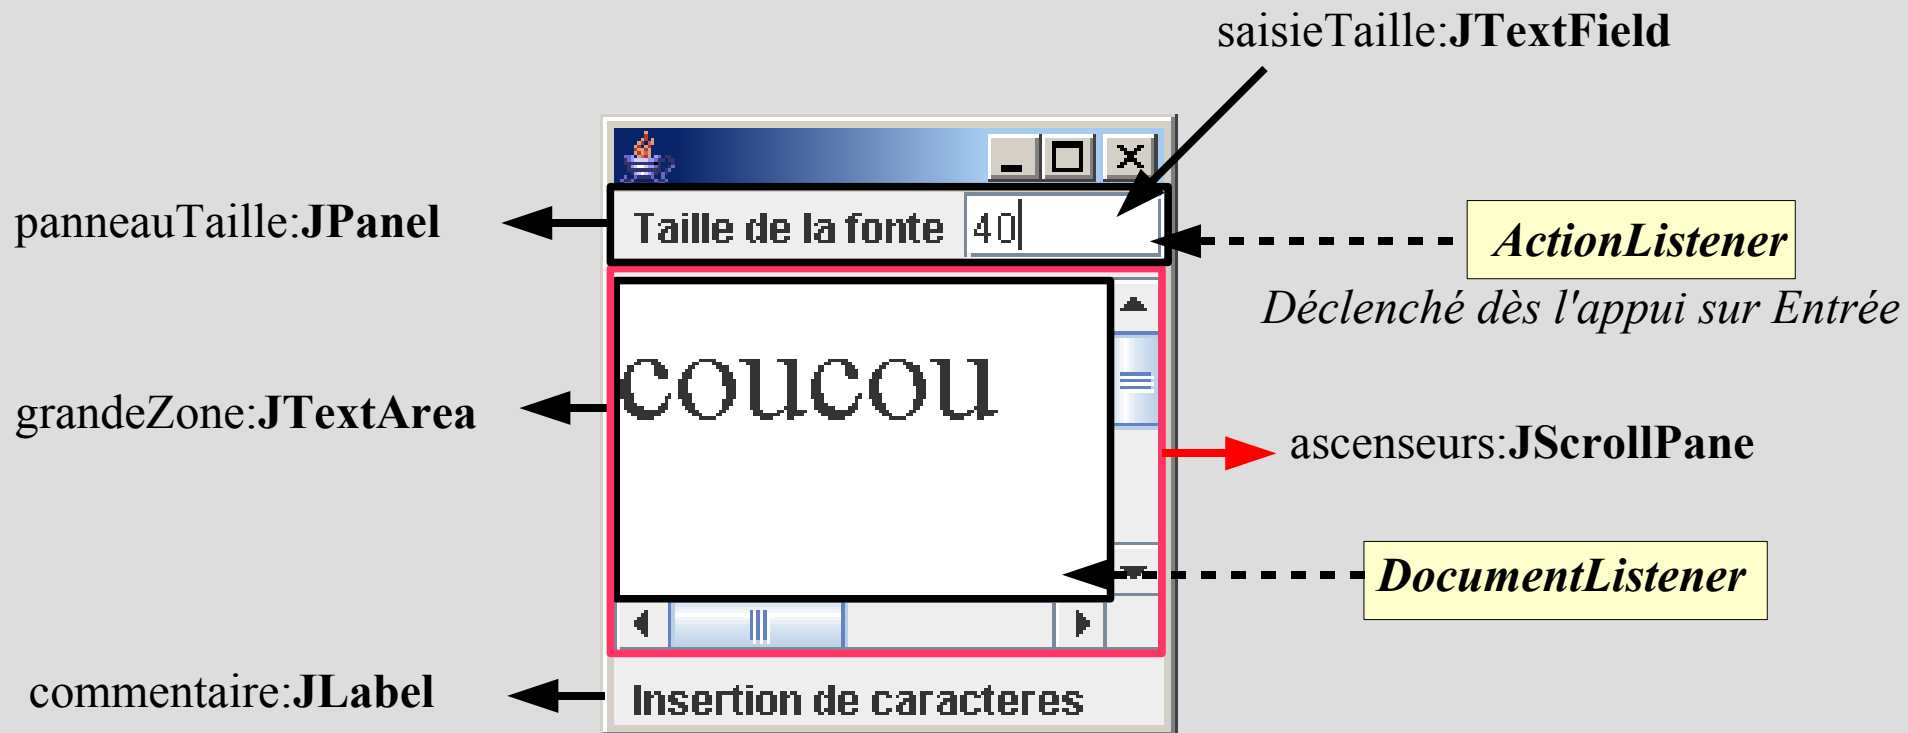 saisieTaille:JTextField
panneauTaille:JPanel
Taille de la fonte 40
ActionListener
Déclenché dès l'appui sur Entrée
coucou
grandeZone:JTextArea
ascenseurs:JScrollPane
DocumentListener
commentaire:JLabel
Insertion de caracteres